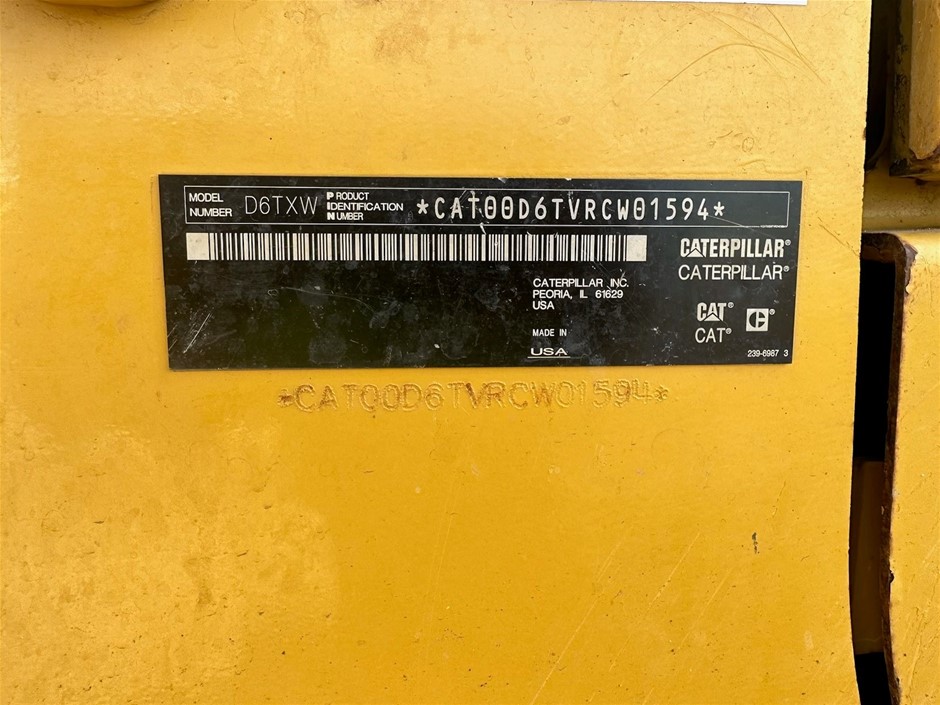 MODEL NUMBER D6TXW PRODUCT IDENTIFICATION NUMBER *CAT00D6TVRCW01594*
CATERPILLAR®
CATERPILLAR®
CATERPILLAR INC.
PEORIA, IL 61629
USA
CAT®
CAT®
C®
MADE IN
USA
239-6987 3
*CAT00D6TVRCW01594*